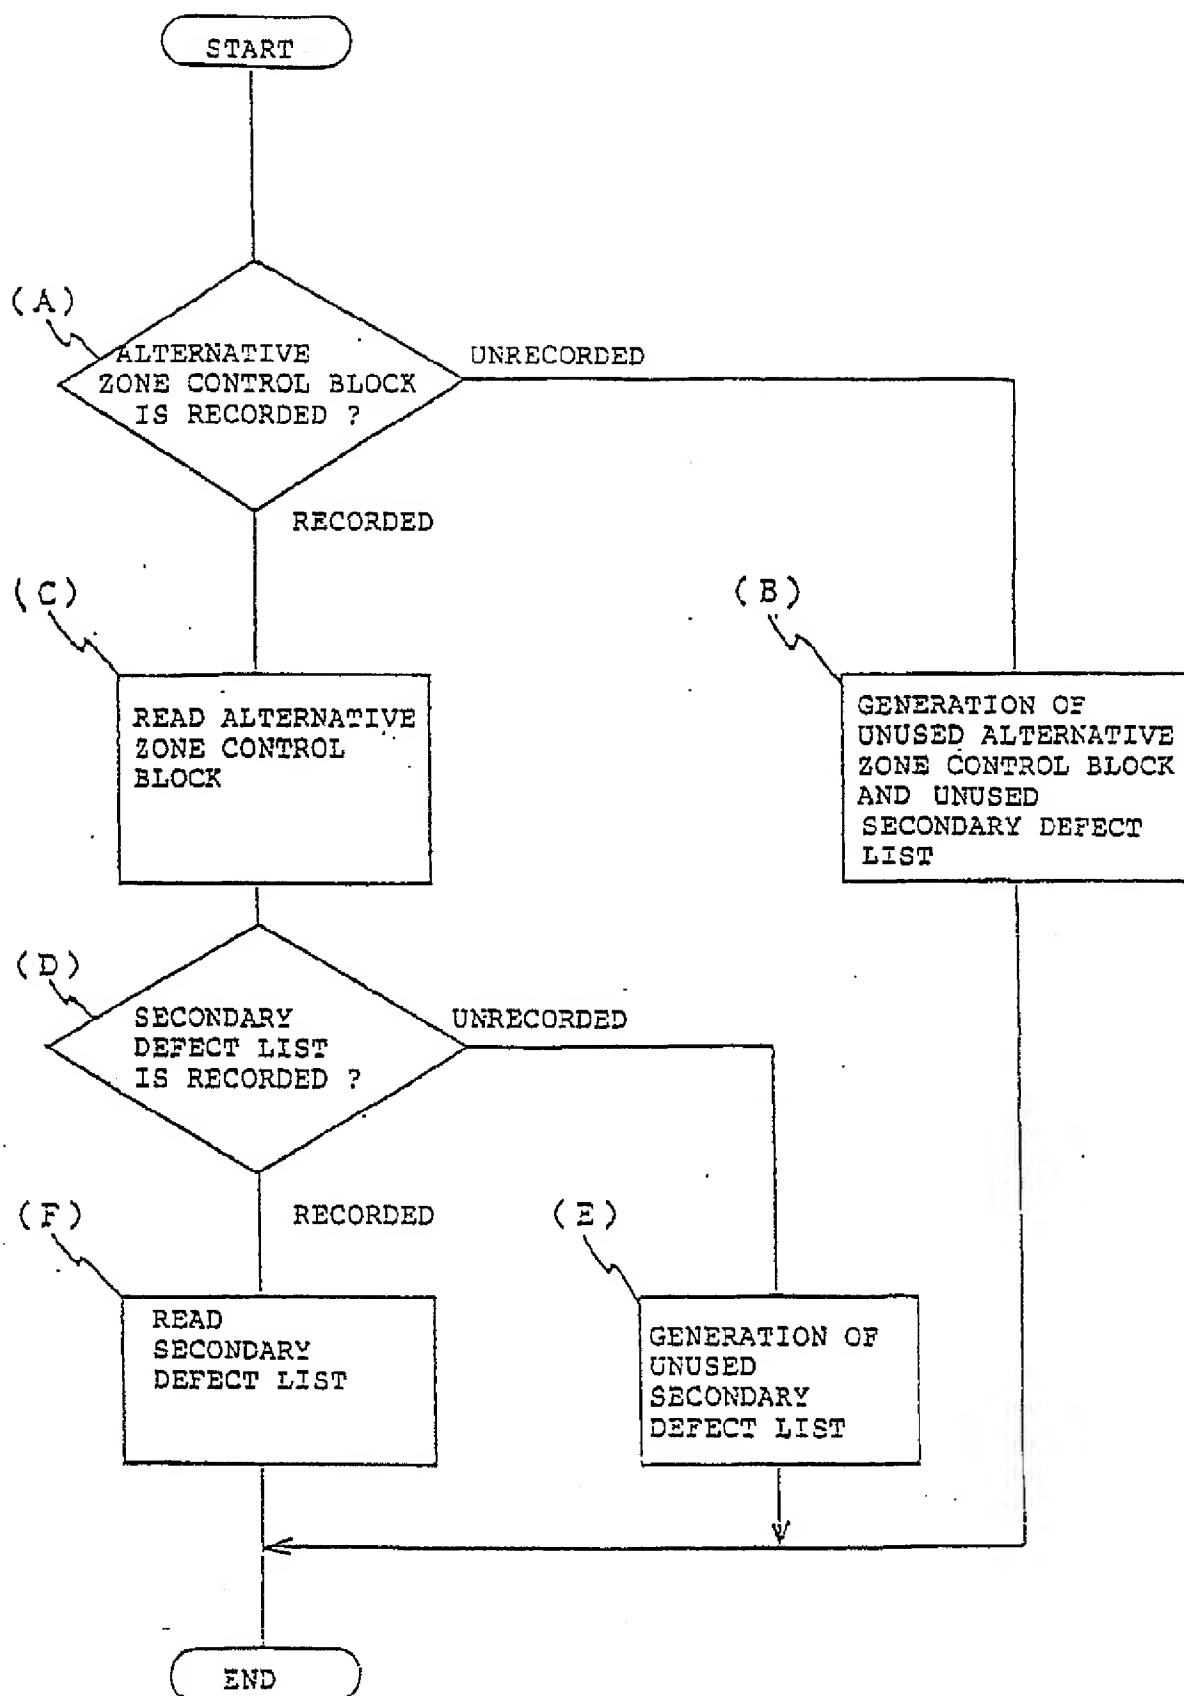 START
(A)
ALTERNATIVE
ZONE CONTROL BLOCK
IS RECORDED ?
UNRECORDED
RECORDED
(C)
READ ALTERNATIVE
ZONE CONTROL
BLOCK
(B)
GENERATION OF
UNUSED ALTERNATIVE
ZONE CONTROL BLOCK
AND UNUSED
SECONDARY DEFECT
LIST
(D)
SECONDARY
DEFECT LIST
IS RECORDED ?
UNRECORDED
RECORDED
(F)
READ
SECONDARY
DEFECT LIST
(E)
GENERATION OF
UNUSED
SECONDARY
DEFECT LIST
END